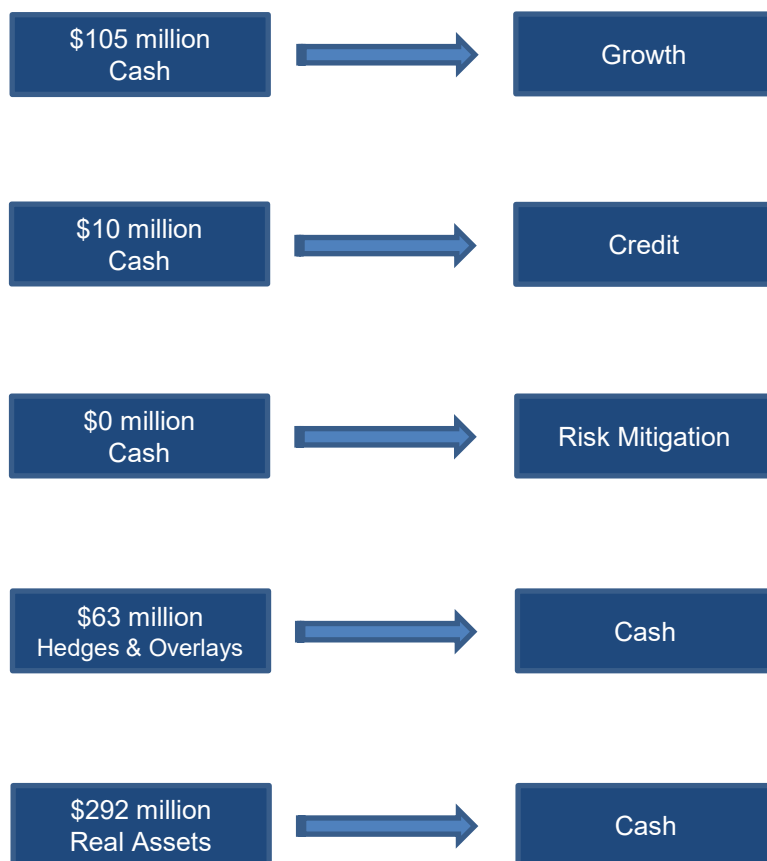 $105 million
Cash
Growth
$10 million
Cash
Credit
$0 million
Cash
Risk Mitigation
$63 million
Hedges & Overlays
Cash
$292 million
Real Assets
Cash